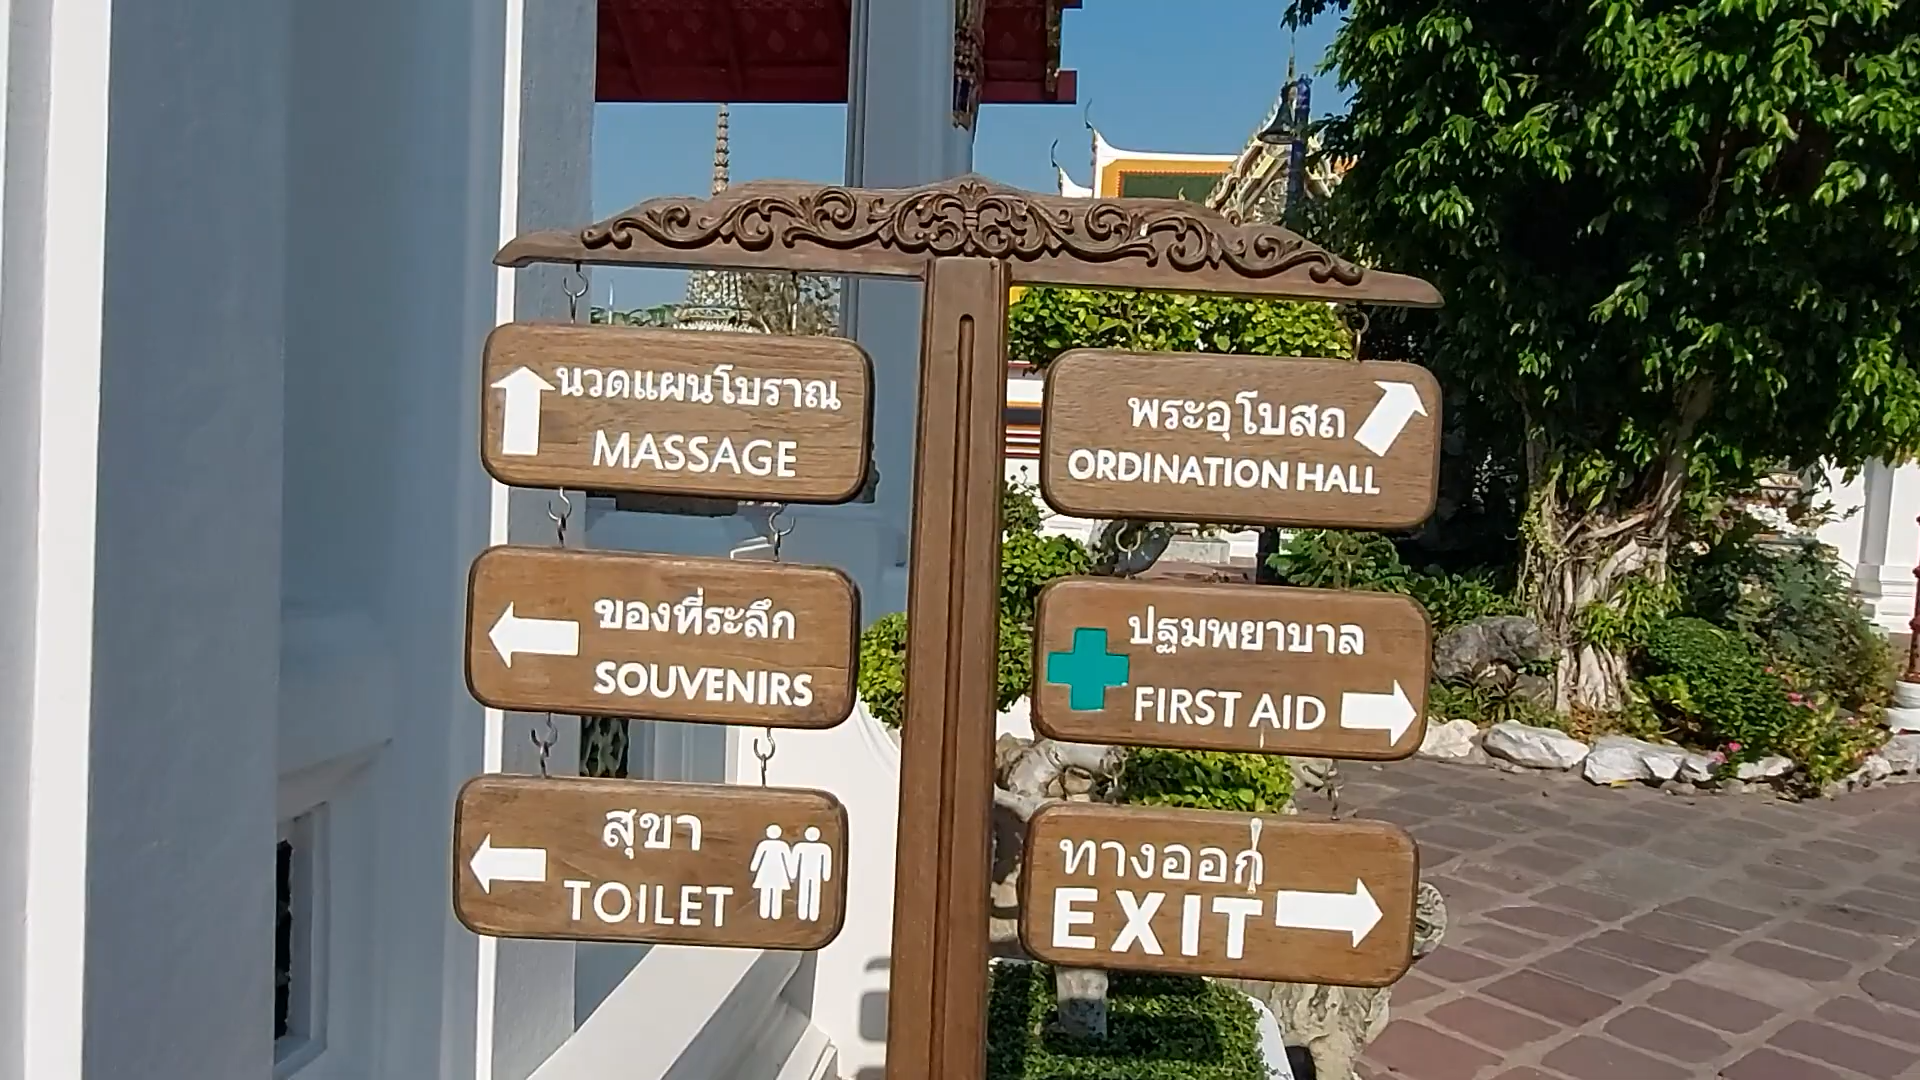 นวดแผนโบราณ
MASSAGE
ของที่ระลึก
SOUVENIRS
สุขา
TOILET
พระอุโบสถ
ORDINATION HALL
ปฐมพยาบาล
FIRST AID
ทางออก
EXIT